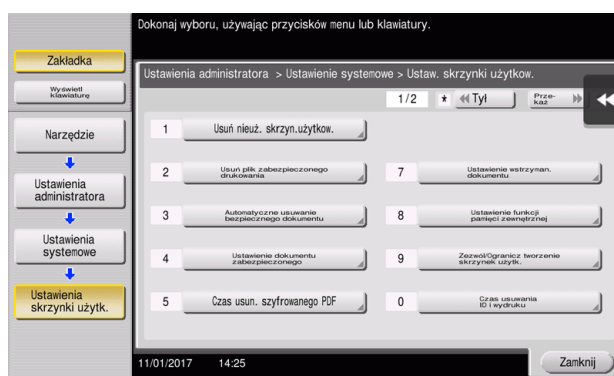 Dokonaj wyboru, używając przycisków menu lub klawiatury.
Zakładka
Wyświetl
klawiaturę
Narzędzie
Ustawienia
administratora
Ustawienia
systemowe
Ustawienia
skrzynki użytk.
Ustawienia administratora > Ustawienie systemowe > Ustaw. skrzynki użytkow.
1/2 * Tył Prze-
każ
1 Usuń nieuż. skrzyn.użytkow.
2 Usuń plik zabezpieczonego
drukowania
7 Ustawienie wstrzyman.
dokumentu
3 Automatyczne usuwanie
bezpiecznego dokumentu
8 Ustawienie funkcji
pamięci zewnętrznej
4 Ustawienie dokumentu
zabezpieczonego
9 Zezwól/Ogranicz tworzenie
skrzynek użytk.
5 Czas usun. szyfrowanego PDF
0 Czas usuwania
ID i wydruku
11/01/2017 14:25
Zamknij